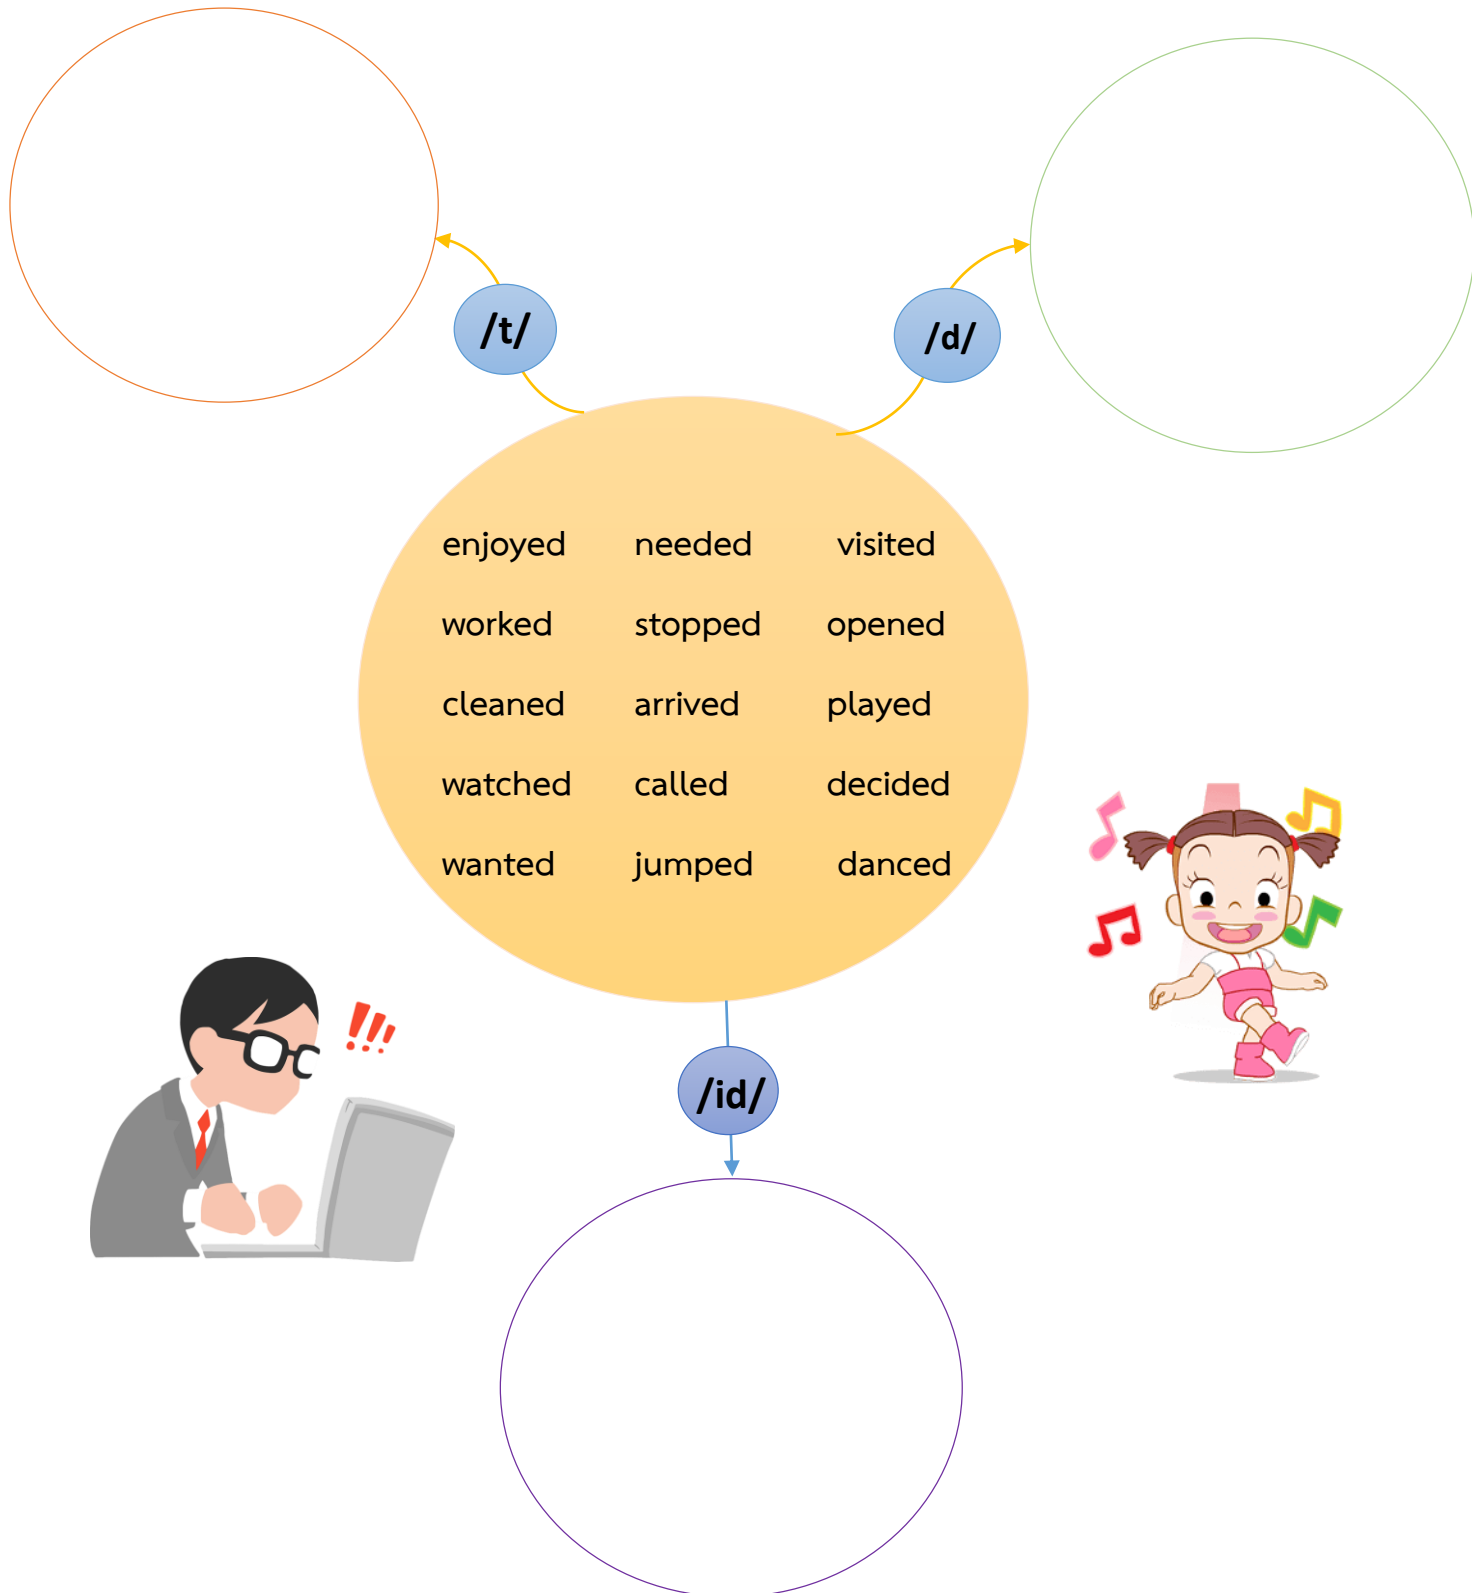 /t/
/d/
enjoyed needed visited
worked stopped opened
cleaned arrived played
watched called decided
wanted jumped danced
!!!
/id/